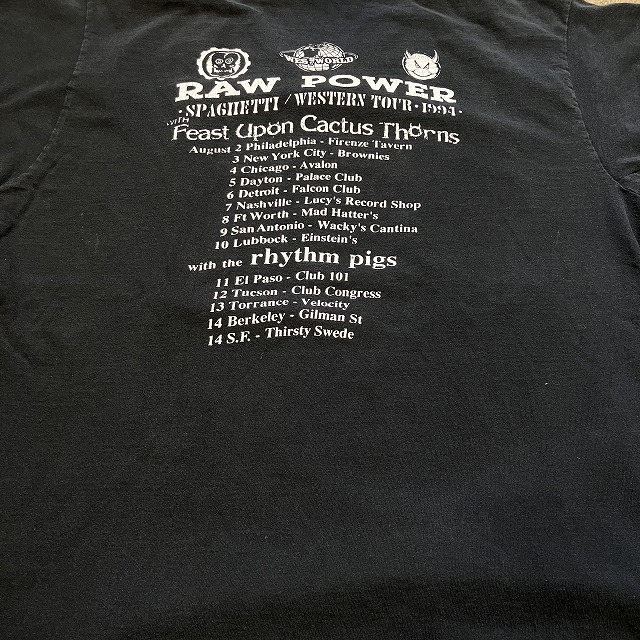 WESTWORLD
RAW POWER
· SPAGHETTI / WESTERN TOUR · 1994 ·
with
Feast Upon Cactus Thorns
August 2 Philadelphia - Firenze Tavern
3 New York City - Brownies
4 Chicago - Avalon
5 Dayton - Palace Club
6 Detroit - Falcon Club
7 Nashville - Lucy's Record Shop
8 Ft Worth - Mad Hatter's
9 San Antonio - Wacky's Cantina
10 Lubbock - Einstein's
with the rhythm pigs
11 El Paso - Club 101
12 Tucson - Club Congress
13 Torrance - Velocity
14 Berkeley - Gilman St
14 S.F. - Thirsty Swede